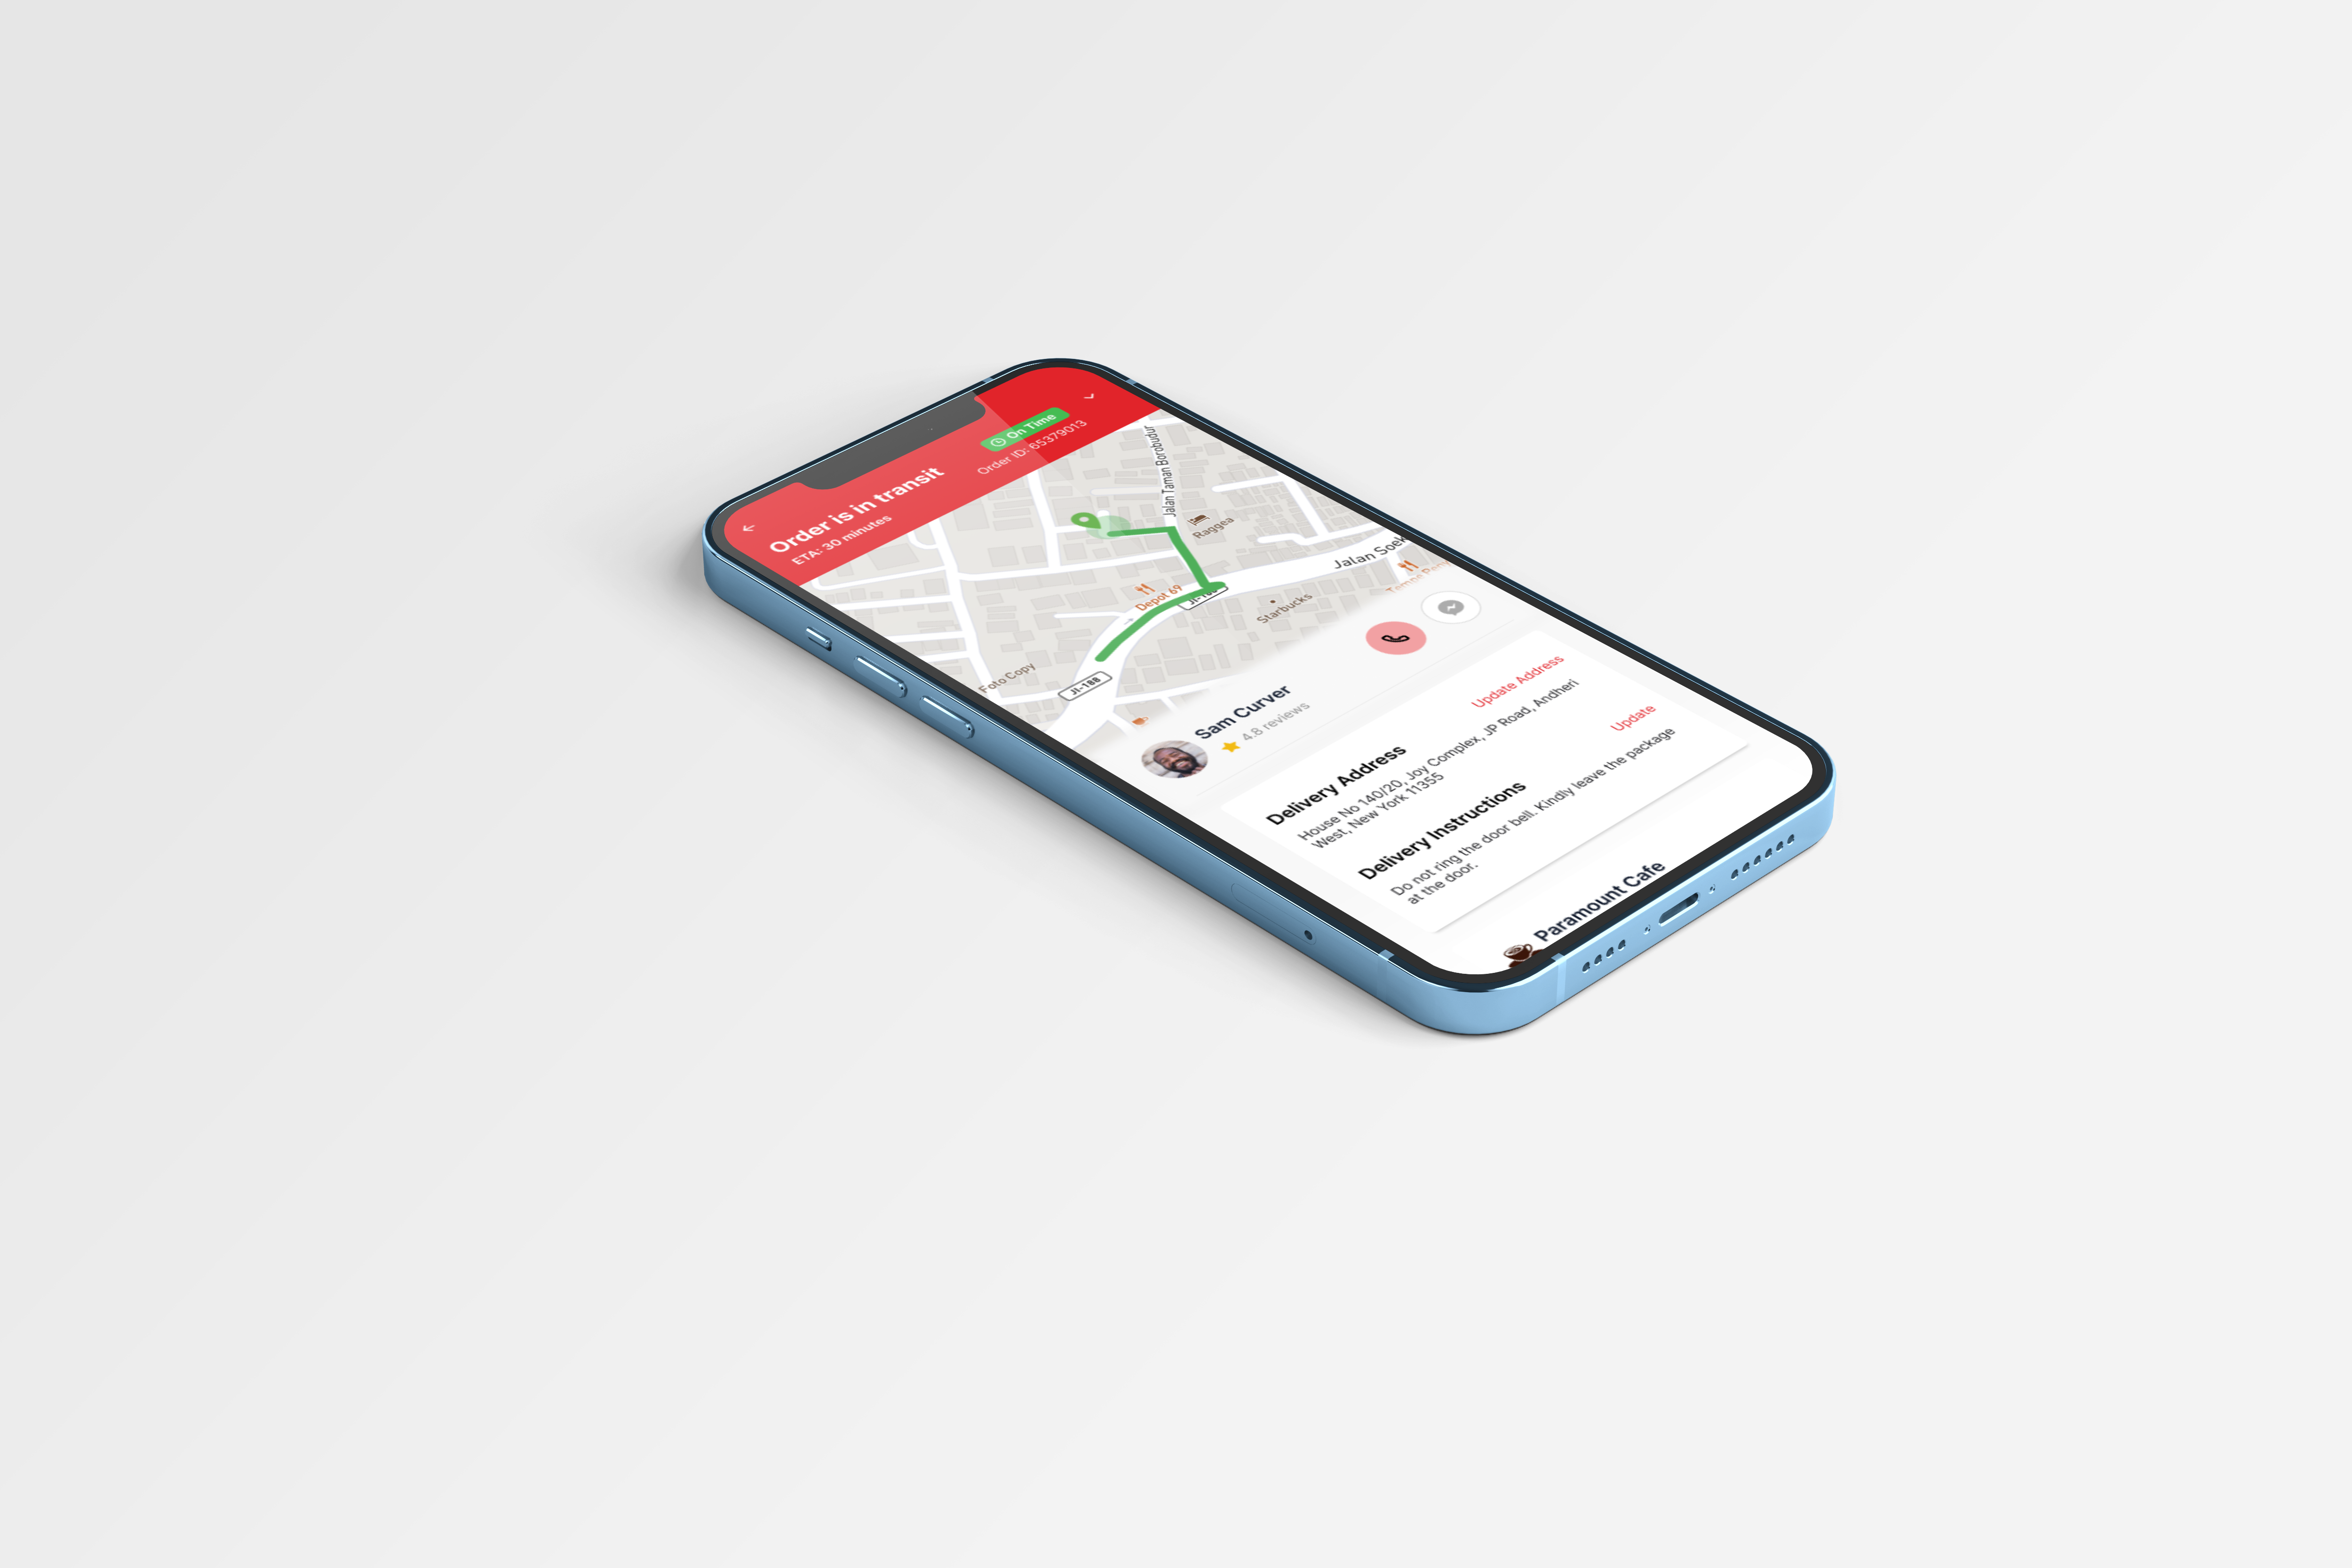 Order is in transit
On Time
ETA: 30 minutes
Order ID: 65379013
Jalan Taman Borobudur
Raggea
Jalan Soek
Depot 69
Starbucks
Foto Copy
Jl-188
Sam Curver
4.8 reviews
Delivery Address
Update Address
House No 140/20, Joy Complex, JP Road, Andheri
West, New York 11355
Delivery Instructions
Update
Do not ring the door bell. Kindly leave the package
at the door.
Paramount Cafe